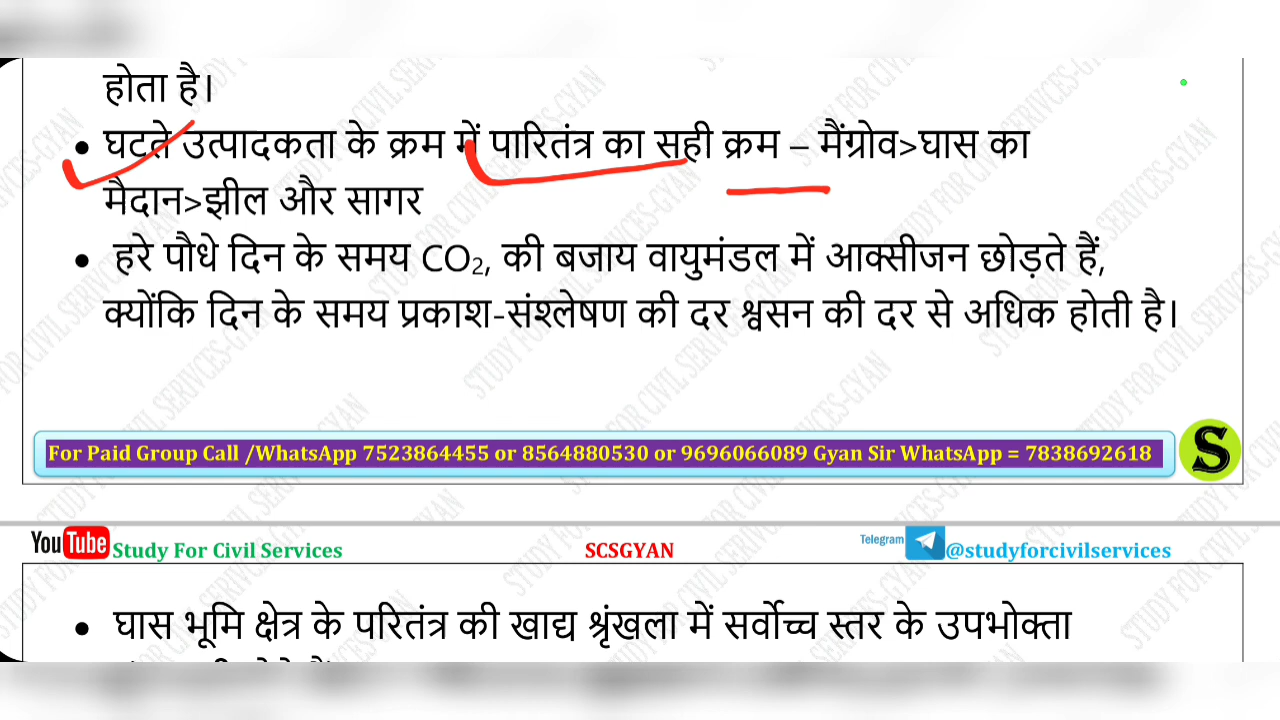 होता है।
• घटते उत्पादकता के क्रम में पारितंत्र का सही क्रम – मैंग्रोव>घास का
मैदान>झील और सागर
• हरे पौधे दिन के समय CO₂, की बजाय वायुमंडल में आक्सीजन छोड़ते हैं,
क्योंकि दिन के समय प्रकाश-संश्लेषण की दर श्वसन की दर से अधिक होती है।
For Paid Group Call /WhatsApp 7523864455 or 8564880530 or 9696066089 Gyan Sir WhatsApp = 7838692618
S
YouTube Study For Civil Services SCSGYAN Telegram @studyforcivilservices
• घास भूमि क्षेत्र के परितंत्र की खाद्य श्रृंखला में सर्वोच्च स्तर के उपभोक्ता